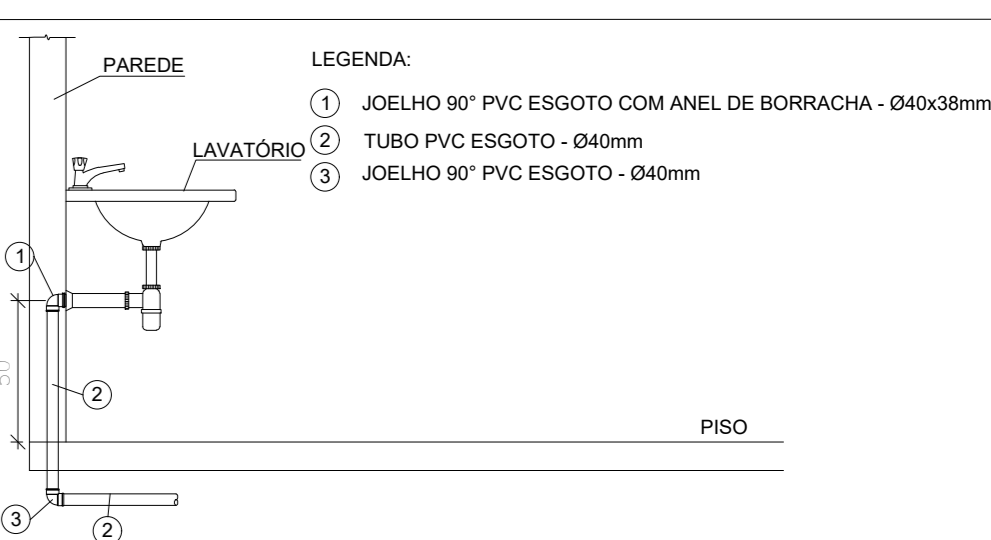 PAREDE
LEGENDA:
1 JOELHO 90° PVC ESGOTO COM ANEL DE BORRACHA - Ø40x38mm
LAVATÓRIO
2 TUBO PVC ESGOTO - Ø40mm
3 JOELHO 90° PVC ESGOTO - Ø40mm
1
50
2
PISO
3
2